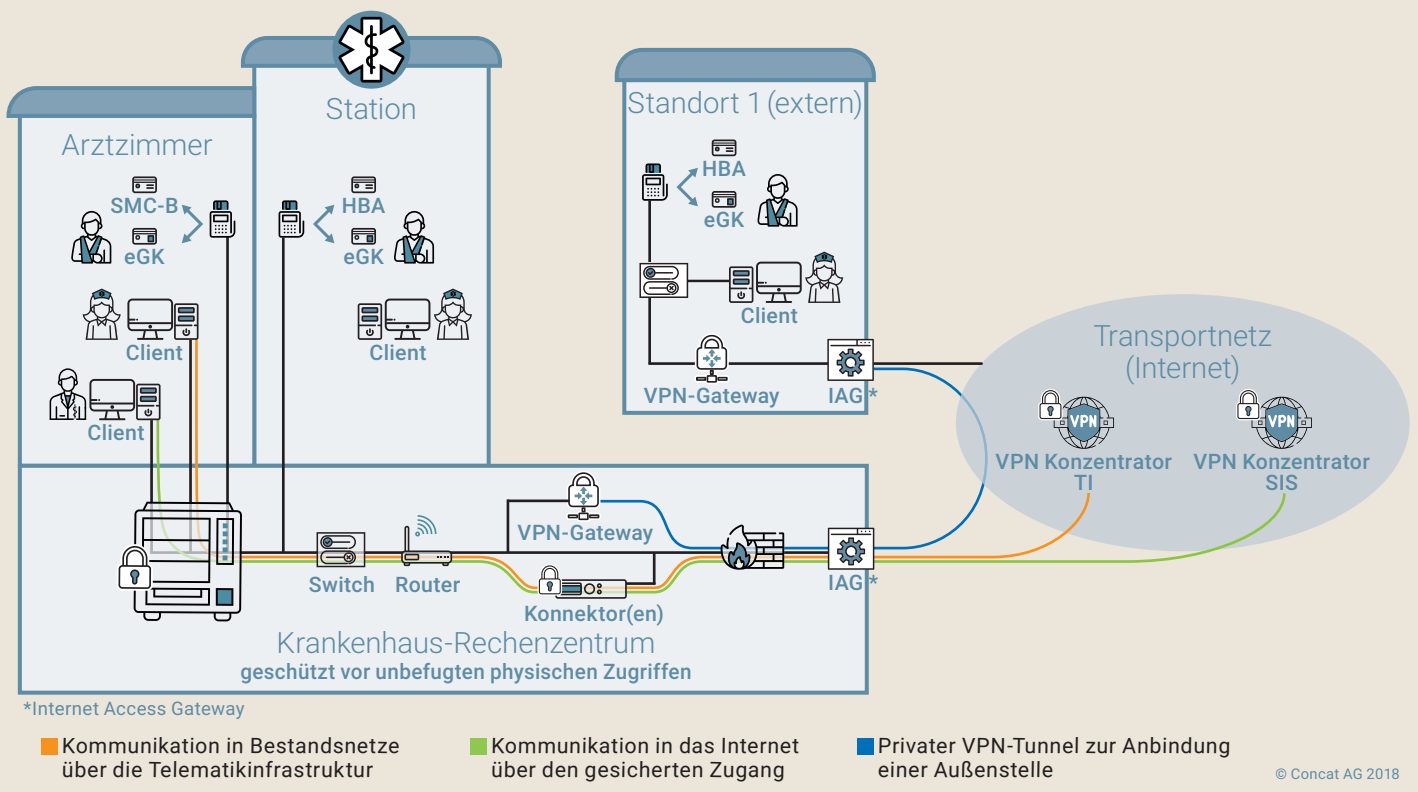 Station
Arztzimmer
SMC-B
eGK
Client
Client
HBA
eGK
Client
Standort 1 (extern)
HBA
eGK
Client
VPN-Gateway
IAG*
Transportnetz
(Internet)
VPN
VPN
VPN Konzentrator
TI
VPN Konzentrator
SIS
VPN-Gateway
Switch
Router
Konnektor(en)
IAG*
Krankenhaus-Rechenzentrum
geschützt vor unbefugten physischen Zugriffen
*Internet Access Gateway
Kommunikation in Bestandsnetze
über die Telematikinfrastruktur
Kommunikation in das Internet
über den gesicherten Zugang
Privater VPN-Tunnel zur Anbindung
einer Außenstelle
© Concat AG 2018